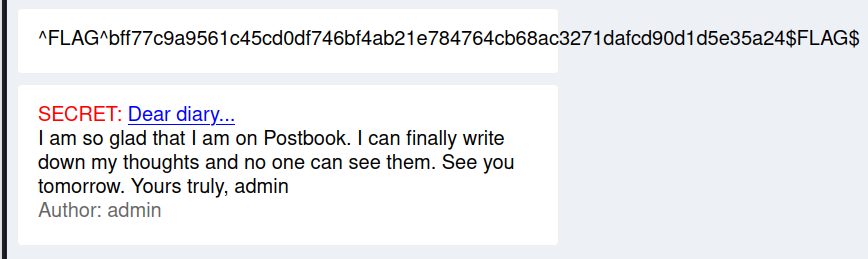 ^FLAG^bff77c9a9561c45cd0df746bf4ab21e784764cb68ac3271dafcd90d1d5e35a24$FLAG$
SECRET: Dear diary...
I am so glad that I am on Postbook. I can finally write
down my thoughts and no one can see them. See you
tomorrow. Yours truly, admin
Author: admin